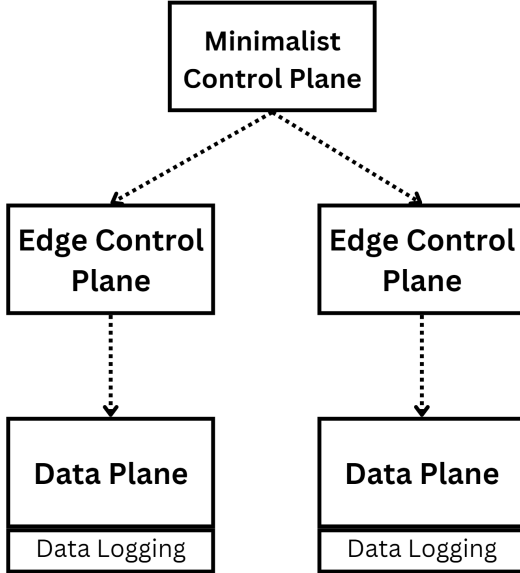 Minimalist
Control Plane
Edge Control
Plane
Edge Control
Plane
Data Plane
Data Logging
Data Plane
Data Logging